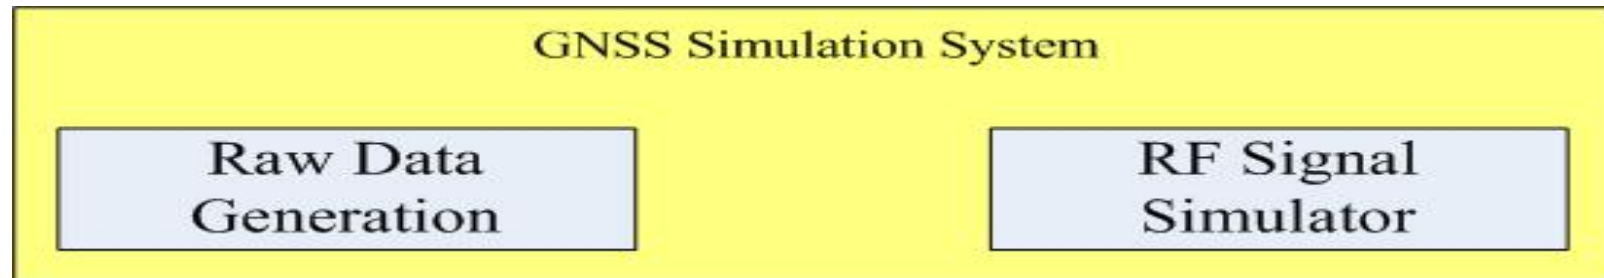 GNSS Simulation System
Raw Data
Generation
RF Signal
Simulator